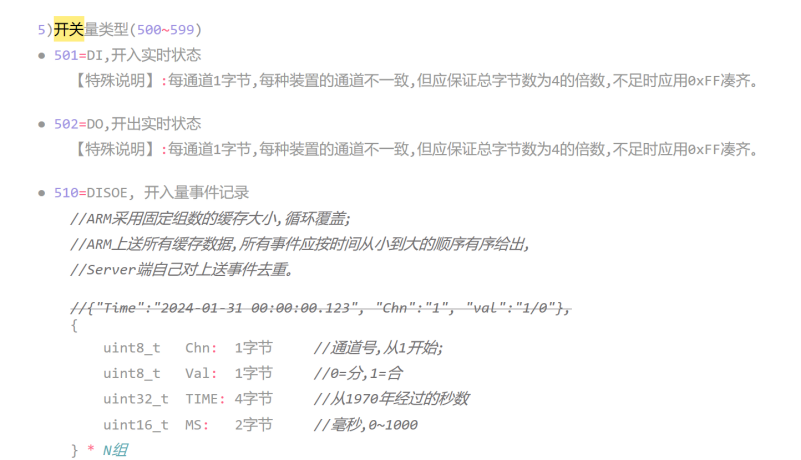 5)开关量类型(500~599)
● 501=DI,开入实时状态
【特殊说明】:每通道1字节,每种装置的通道不一致,但应保证总字节数为4的倍数,不足时应用0xFF凑齐。
● 502=DO,开出实时状态
【特殊说明】:每通道1字节,每种装置的通道不一致,但应保证总字节数为4的倍数,不足时应用0xFF凑齐。
● 510=DISOE, 开入量事件记录
//ARM采用固定组数的缓存大小,循环覆盖;
//ARM上送所有缓存数据,所有事件应按时间从小到大的顺序有序给出,
//Server端自己对上送事件去重。
//{"Time":"2024-01-31 00:00:00.123", "Chn":"1", "val":"1/0"},
{
uint8_t Chn: 1字节 //通道号,从1开始;
uint8_t Val: 1字节 //0=分,1=合
uint32_t TIME: 4字节 //从1970年经过的秒数
uint16_t MS: 2字节 //毫秒,0~1000
} * N组